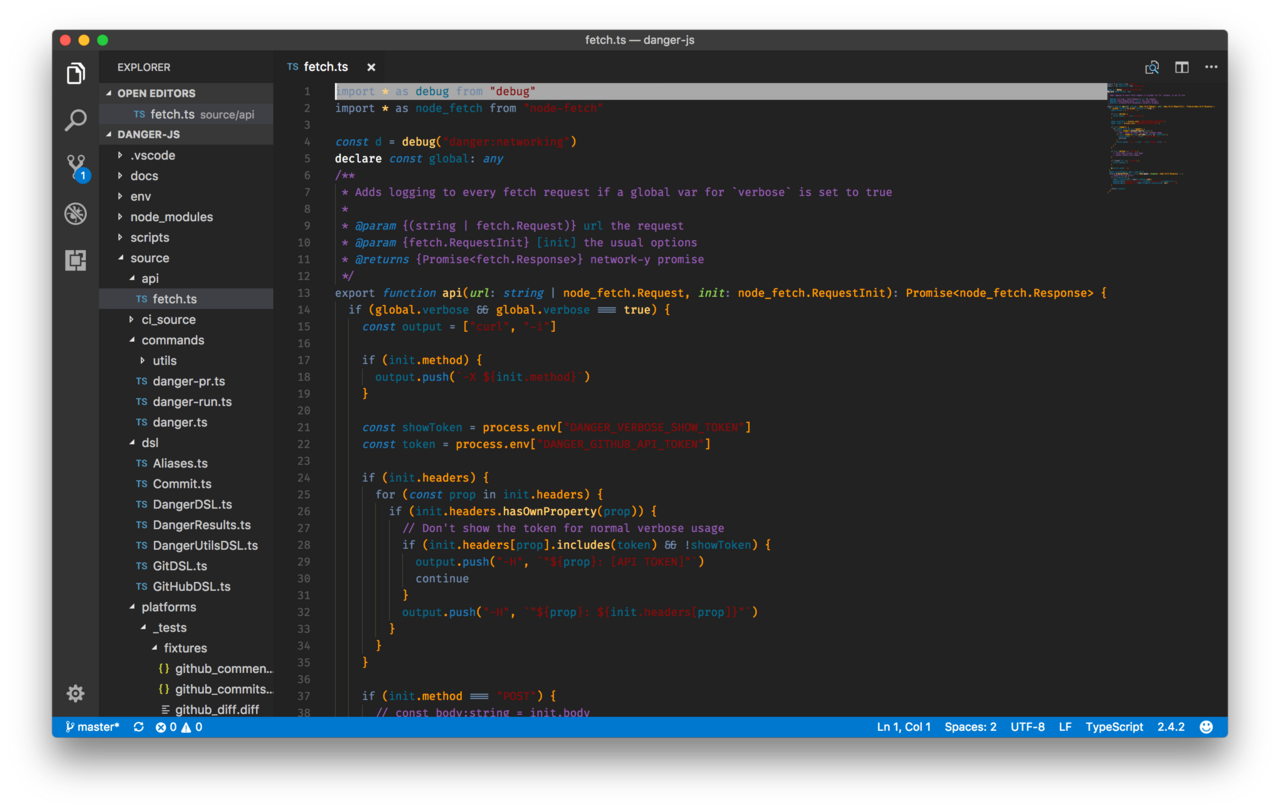 fetch.ts — danger-js
EXPLORER
OPEN EDITORS
TS fetch.ts source/api
DANGER-JS
.vscode
docs
env
node_modules
scripts
source
api
TS fetch.ts
ci_source
commands
utils
TS danger-pr.ts
TS danger-run.ts
TS danger.ts
dsl
TS Aliases.ts
TS Commit.ts
TS DangerDSL.ts
TS DangerResults.ts
TS DangerUtilsDSL.ts
TS GitDSL.ts
TS GitHubDSL.ts
platforms
_tests
fixtures
{} github_commen...
{} github_commits...
github_diff.diff
1
TS fetch.ts ×
1 import * as debug from "debug"
2 import * as node_fetch from "node-fetch"
3
4 const d = debug("danger:networking")
5 declare const global: any
6 /**
7 * Adds logging to every fetch request if a global var for `verbose` is set to true
8 *
9 * @param {(string | fetch.Request)} url the request
10 * @param {fetch.RequestInit} [init] the usual options
11 * @returns {Promise<fetch.Response>} network-y promise
12 */
13 export function api(url: string | node_fetch.Request, init: node_fetch.RequestInit): Promise<node_fetch.Response> {
14 if (global.verbose && global.verbose === true) {
15 const output = ["curl", "-i"]
16
17 if (init.method) {
18 output.push(`-X ${init.method}`)
19 }
20
21 const showToken = process.env["DANGER_VERBOSE_SHOW_TOKEN"]
22 const token = process.env["DANGER_GITHUB_API_TOKEN"]
23
24 if (init.headers) {
25 for (const prop in init.headers) {
26 if (init.headers.hasOwnProperty(prop)) {
27 // Don't show the token for normal verbose usage
28 if (init.headers[prop].includes(token) && !showToken) {
29 output.push("-H", `"${prop}: [API TOKEN]"`)
30 continue
31 }
32 output.push("-H", `"${prop}: ${init.headers[prop]}"`)
33 }
34 }
35 }
36
37 if (init.method === "POST") {
38 // const body:string = init.body
master* 0 0
Ln 1, Col 1 Spaces: 2 UTF-8 LF TypeScript 2.4.2